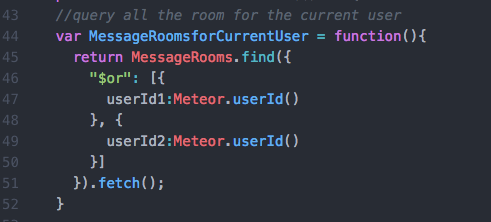 43 //query all the room for the current user
44 var MessageRoomsforCurrentUser = function(){
45 return MessageRooms.find({
46 "$or": [{
47 userId1:Meteor.userId()
48 }, {
49 userId2:Meteor.userId()
50 }]
51 }).fetch();
52 }